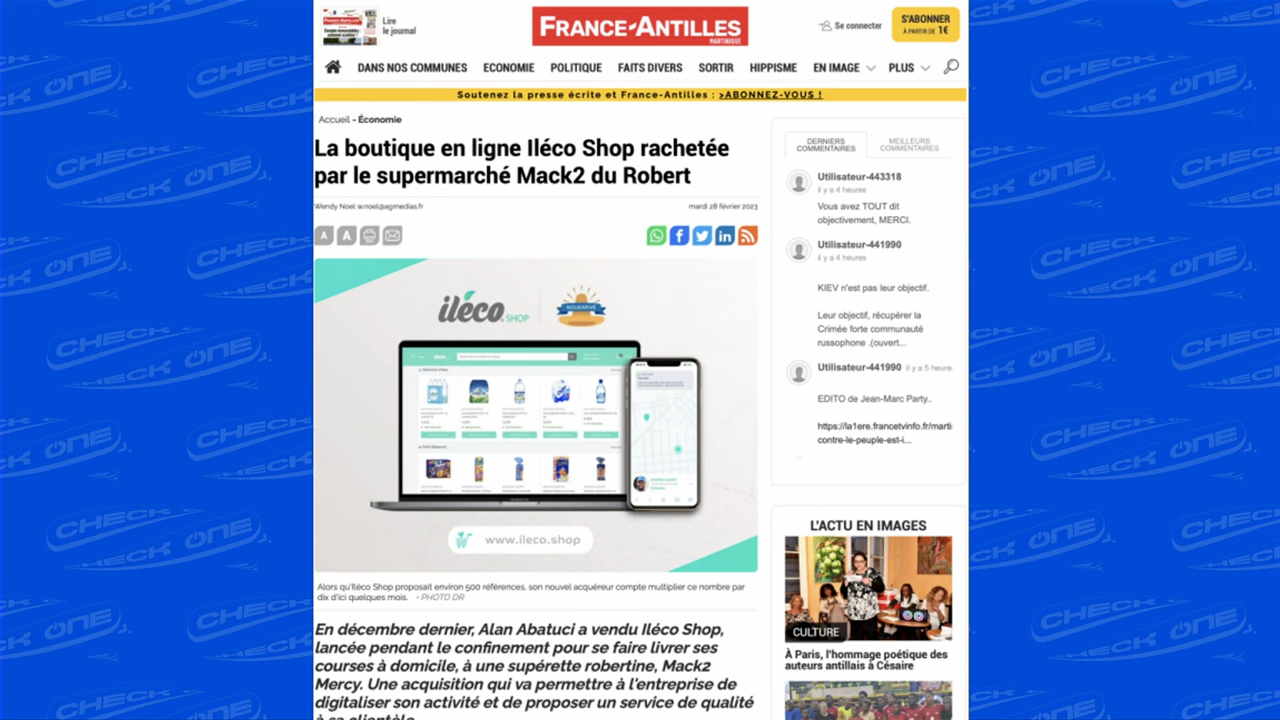 Lire
le journal
FRANCE-ANTILLES
MARTINIQUE
Se connecter
S'ABONNER
À PARTIR DE 1€
DANS NOS COMMUNES ECONOMIE POLITIQUE FAITS DIVERS SORTIR HIPPISME EN IMAGE PLUS
Soutenez la presse écrite et France-Antilles : >ABONNEZ-VOUS !
Accueil - Économie
La boutique en ligne Iléco Shop rachetée
par le supermarché Mack2 du Robert
Wendy Noel w.noel@agmedias.fr mardi 28 février 2023
A A
iléco. SHOP
NOUKARIVÉ
www.ileco.shop
Alors qu'Iléco Shop proposait environ 500 références, son nouvel acquéreur compte multiplier ce nombre par
dix d'ici quelques mois. - PHOTO DR
En décembre dernier, Alan Abatuci a vendu Iléco Shop,
lancée pendant le confinement pour se faire livrer ses
courses à domicile, à une supérette robertine, Mack2
Mercy. Une acquisition qui va permettre à l'entreprise de
digitaliser son activité et de proposer un service de qualité
à sa clientèle
DERNIERS
COMMENTAIRES
MEILLEURS
COMMENTAIRES
Utilisateur-443318
il y a 4 heures
Vous avez TOUT dit
objectivement, MERCI.
Utilisateur-441990
il y a 4 heures
KIEV n'est pas leur objectif.
Leur objectif, récupérer la
Crimée forte communauté
russophone .(ouvert...
Utilisateur-441990 il y a 5 heure
EDITO de Jean-Marc Party..
https://la1ere.francetvinfo.fr/marti
contre-le-peuple-est-i...
...
L'ACTU EN IMAGES
CULTURE
À Paris, l'hommage poétique des
auteurs antillais à Césaire
CHECK ONE